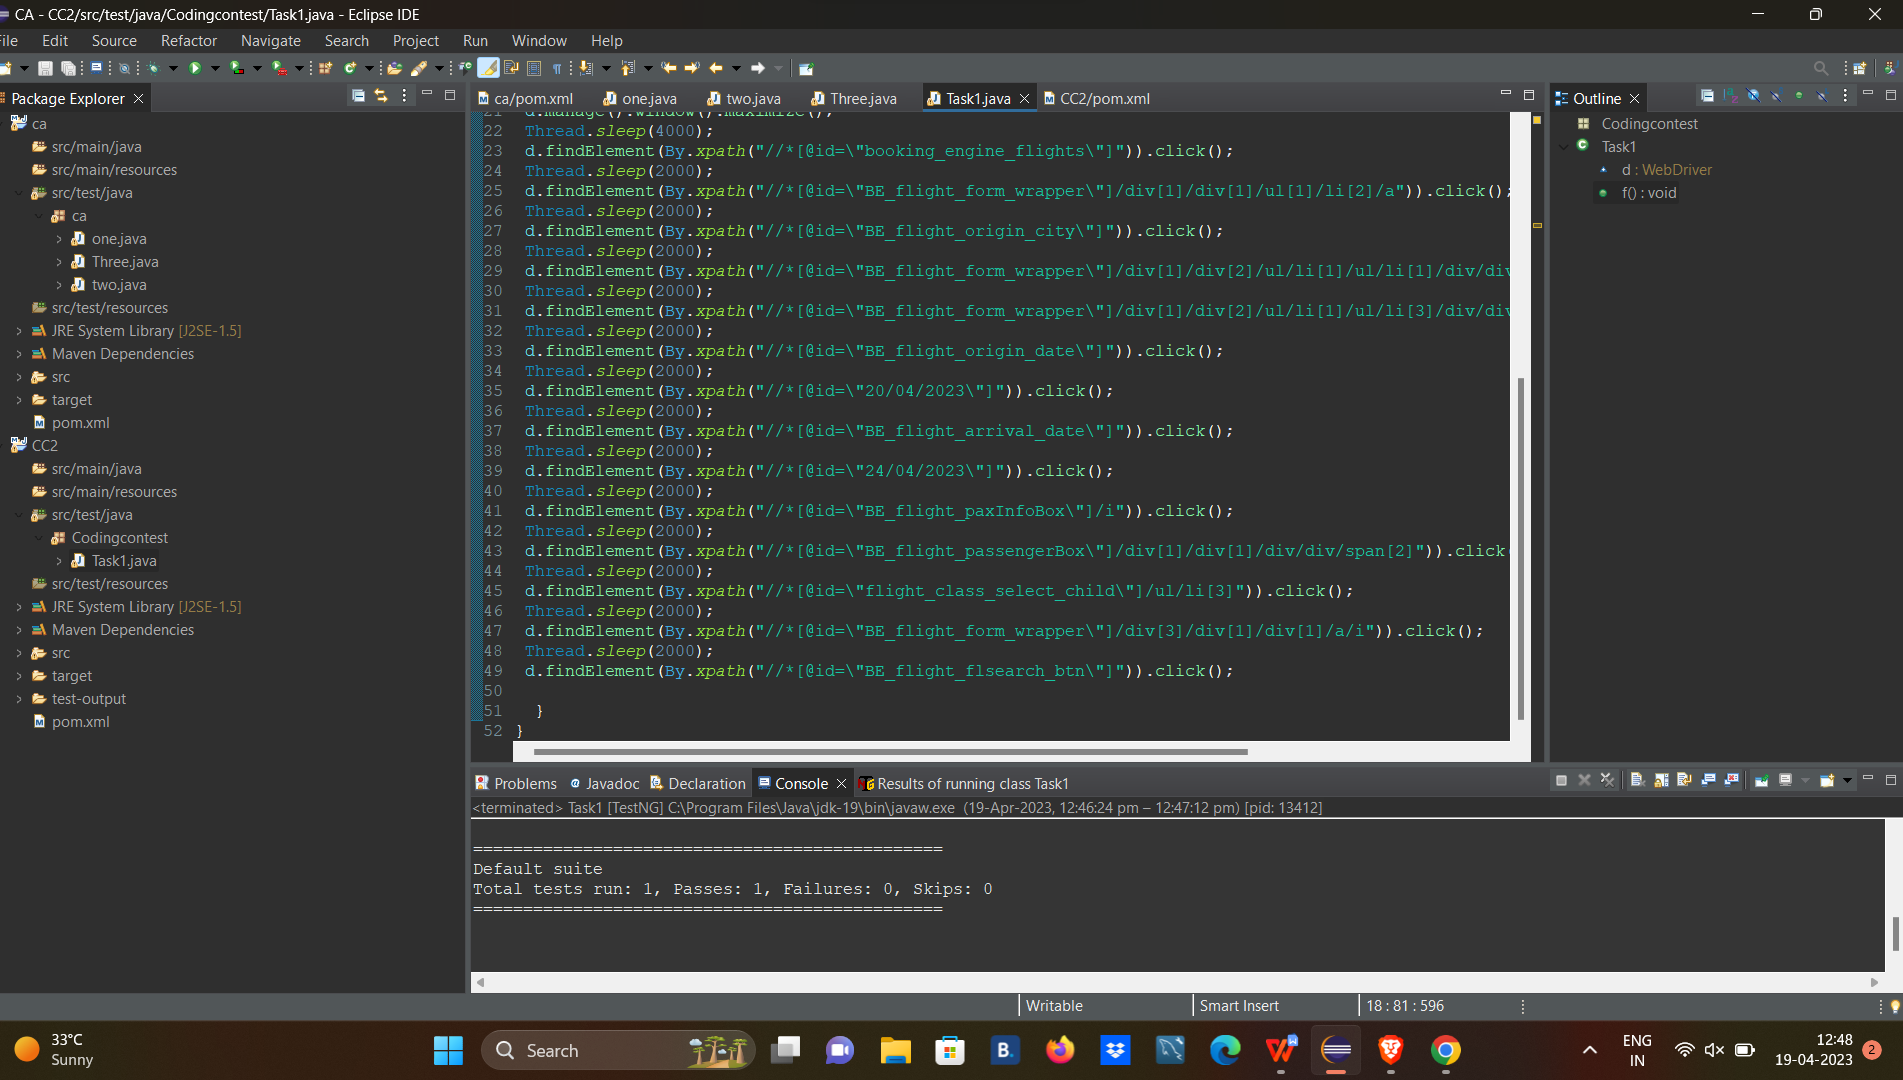 CA - CC2/src/test/java/Codingcontest/Task1.java - Eclipse IDE
File Edit Source Refactor Navigate Search Project Run Window Help
Package Explorer
ca
src/main/java
src/main/resources
src/test/java
ca
one.java
Three.java
two.java
src/test/resources
JRE System Library [J2SE-1.5]
Maven Dependencies
src
target
pom.xml
CC2
src/main/java
src/main/resources
src/test/java
Codingcontest
Task1.java
src/test/resources
JRE System Library [J2SE-1.5]
Maven Dependencies
src
target
test-output
pom.xml
ca/pom.xml one.java two.java Three.java Task1.java CC2/pom.xml
21 d.manage().window().maximize();
22 Thread.sleep(4000);
23 d.findElement(By.xpath("//*[@id=\"booking_engine_flights\"]")).click();
24 Thread.sleep(2000);
25 d.findElement(By.xpath("//*[@id=\"BE_flight_form_wrapper\"]/div[1]/div[1]/ul[1]/li[2]/a")).click();
26 Thread.sleep(2000);
27 d.findElement(By.xpath("//*[@id=\"BE_flight_origin_city\"]")).click();
28 Thread.sleep(2000);
29 d.findElement(By.xpath("//*[@id=\"BE_flight_form_wrapper\"]/div[1]/div[2]/ul/li[1]/ul/li[1]/div/div
30 Thread.sleep(2000);
31 d.findElement(By.xpath("//*[@id=\"BE_flight_form_wrapper\"]/div[1]/div[2]/ul/li[1]/ul/li[3]/div/div
32 Thread.sleep(2000);
33 d.findElement(By.xpath("//*[@id=\"BE_flight_origin_date\"]")).click();
34 Thread.sleep(2000);
35 d.findElement(By.xpath("//*[@id=\"20/04/2023\"]")).click();
36 Thread.sleep(2000);
37 d.findElement(By.xpath("//*[@id=\"BE_flight_arrival_date\"]")).click();
38 Thread.sleep(2000);
39 d.findElement(By.xpath("//*[@id=\"24/04/2023\"]")).click();
40 Thread.sleep(2000);
41 d.findElement(By.xpath("//*[@id=\"BE_flight_paxInfoBox\"]/i")).click();
42 Thread.sleep(2000);
43 d.findElement(By.xpath("//*[@id=\"BE_flight_passengerBox\"]/div[1]/div[1]/div/div/span[2]")).click(
44 Thread.sleep(2000);
45 d.findElement(By.xpath("//*[@id=\"flight_class_select_child\"]/ul/li[3]")).click();
46 Thread.sleep(2000);
47 d.findElement(By.xpath("//*[@id=\"BE_flight_form_wrapper\"]/div[3]/div[1]/div[1]/a/i")).click();
48 Thread.sleep(2000);
49 d.findElement(By.xpath("//*[@id=\"BE_flight_flsearch_btn\"]")).click();
50
51 }
52 }
Outline
Codingcontest
Task1
d : WebDriver
f() : void
Problems Javadoc Declaration Console Results of running class Task1
<terminated> Task1 [TestNG] C:\Program Files\Java\jdk-19\bin\javaw.exe (19-Apr-2023, 12:46:24 pm – 12:47:12 pm) [pid: 13412]
===============================================
Default suite
Total tests run: 1, Passes: 1, Failures: 0, Skips: 0
===============================================
Writable Smart Insert 18 : 81 : 596
33°C
Sunny
Search
ENG
IN
12:48
19-04-2023
2